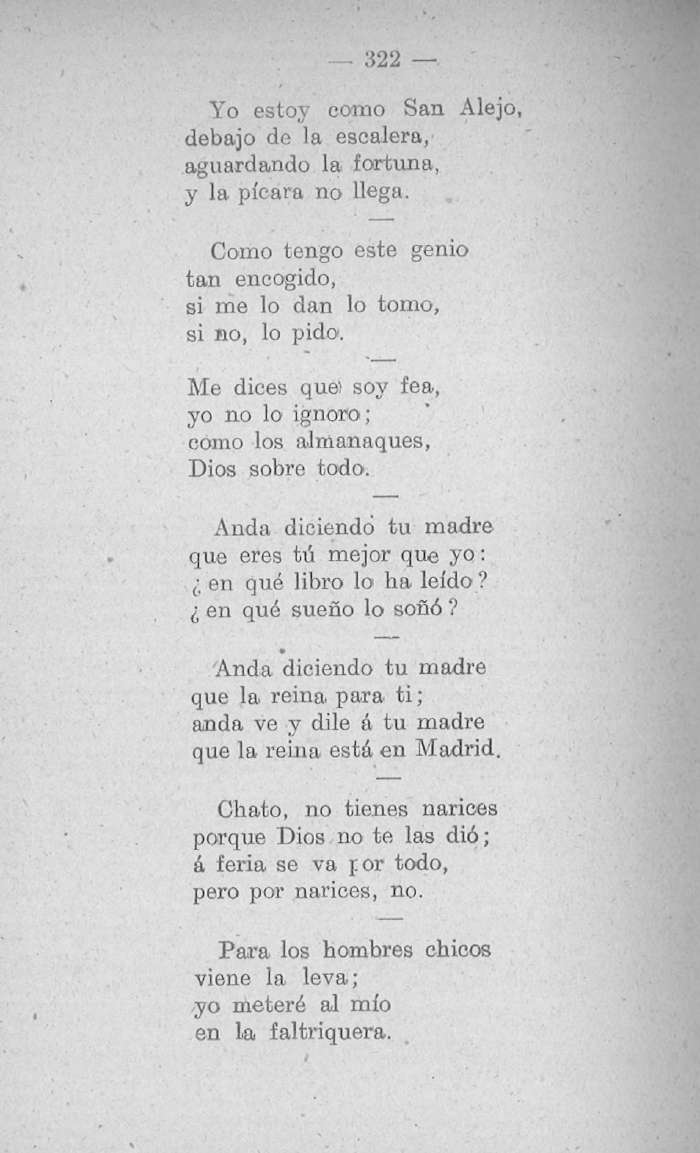 — 322 —
Yo estoy como San Alejo,
debajo de la escalera,
aguardando la fortuna,
y la pícara no llega.
Como tengo este genio
tan encogido,
si me lo dan lo tomo,
si no, lo pido.
Me dices que soy fea,
yo no lo ignoro;
como los almanaques,
Dios sobre todo.
Anda diciendo tu madre
que eres tú mejor que yo:
¿en qué libro lo ha leído?
¿en qué sueño lo soñó?
Anda diciendo tu madre
que la reina para ti;
anda ve y dile á tu madre
que la reina está en Madrid.
Chato, no tienes narices
porque Dios no te las dió;
á feria se va por todo,
pero por narices, no.
Para los hombres chicos
viene la leva;
yo meteré al mío
en la faltriquera.